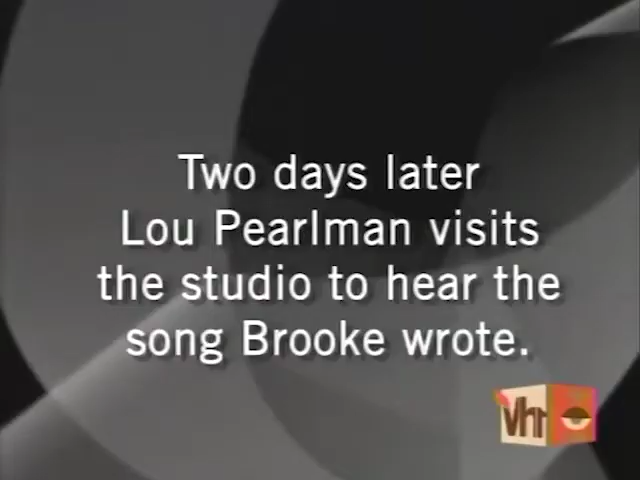 Two days later
Lou Pearlman visits
the studio to hear the
song Brooke wrote.
Vh1